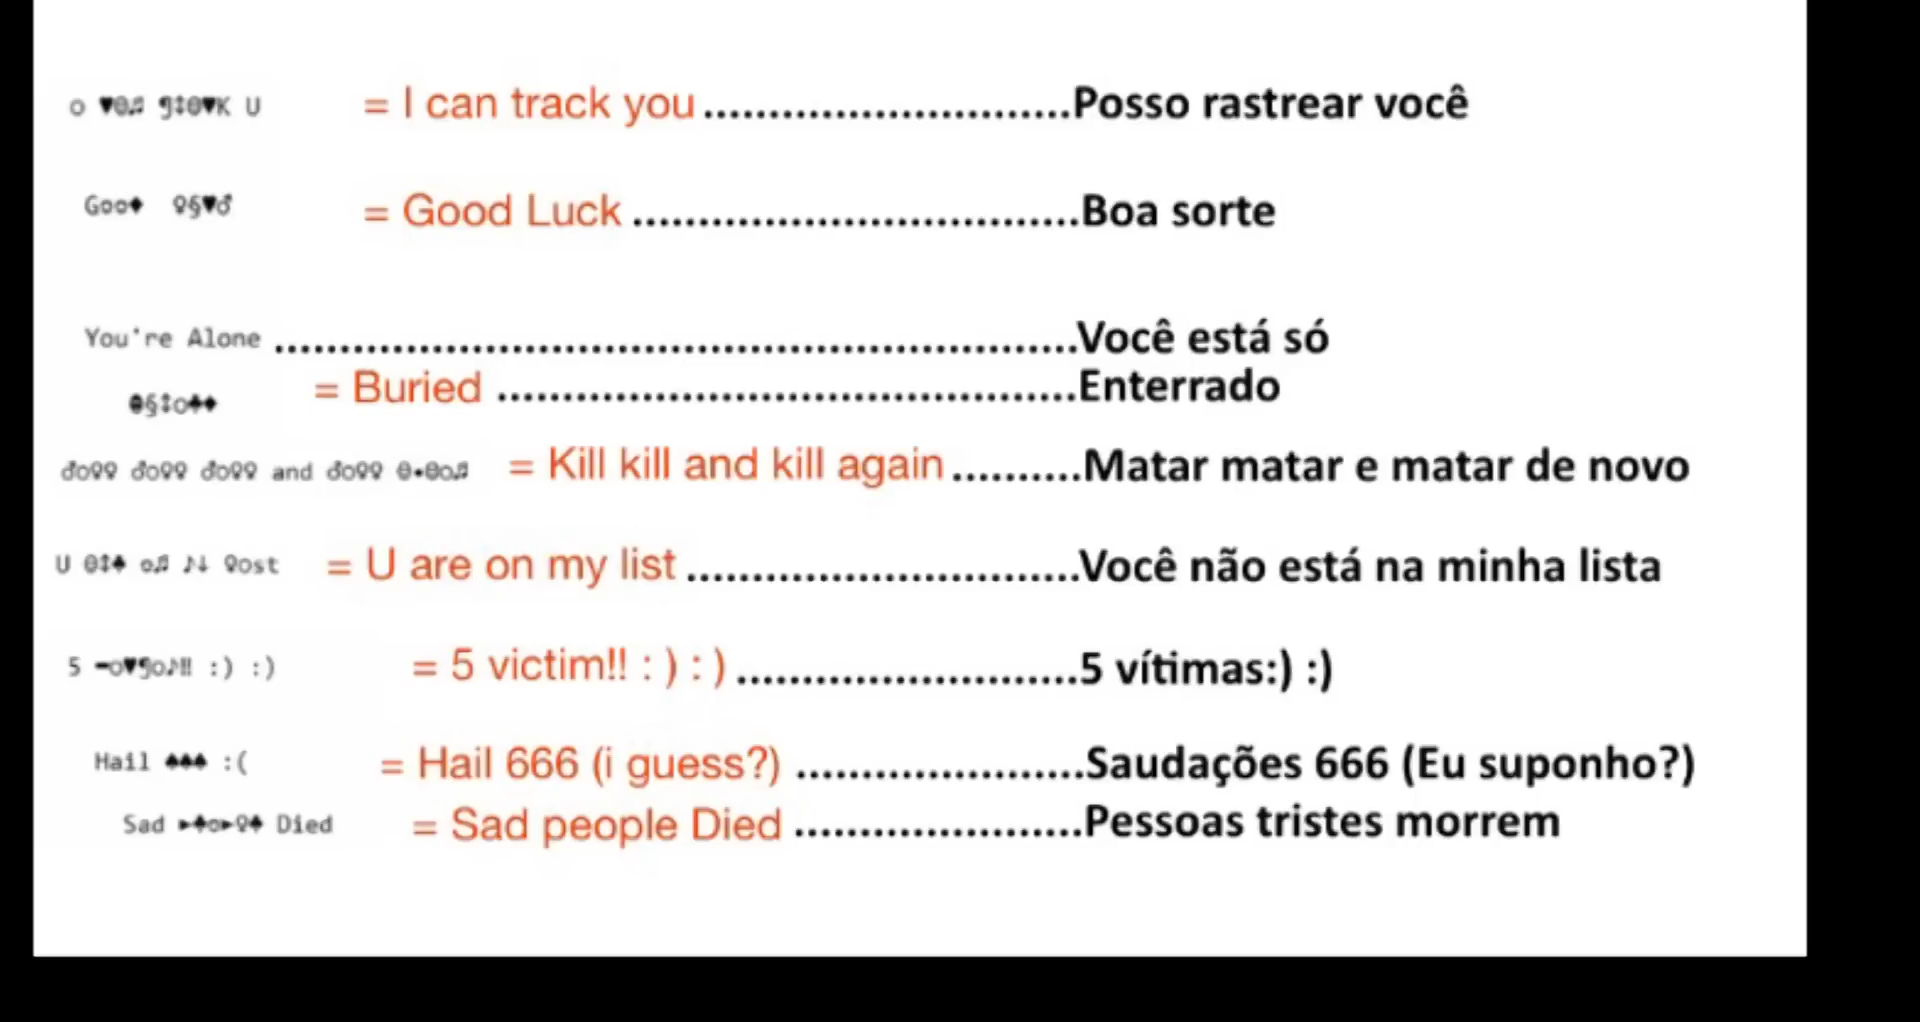 o ♥θ♫ ¶↕θ♥K U = I can track you ............................Posso rastrear você
Goo♦ ♀§♥♂ = Good Luck ..................................Boa sorte
You're Alone .............................................................Você está só
◘§↕o♣♦ = Buried ............................................Enterrado
♂o♀♀ ♂o♀♀ ♂o♀♀ and ♂o♀♀ θ•θo♫ = Kill kill and kill again ..........Matar matar e matar de novo
U θ↕♣ o♫ ♪↓ ♀ost = U are on my list ..............................Você não está na minha lista
5 ▬o♥¶o♪‼ :) :) = 5 victim!! : ) : ) ..........................5 vítimas:) :)
Hail ♠♠♠ :( = Hail 666 (i guess?) ......................Saudações 666 (Eu suponho?)
Sad ►♣o►♀♣ Died = Sad people Died ......................Pessoas tristes morrem